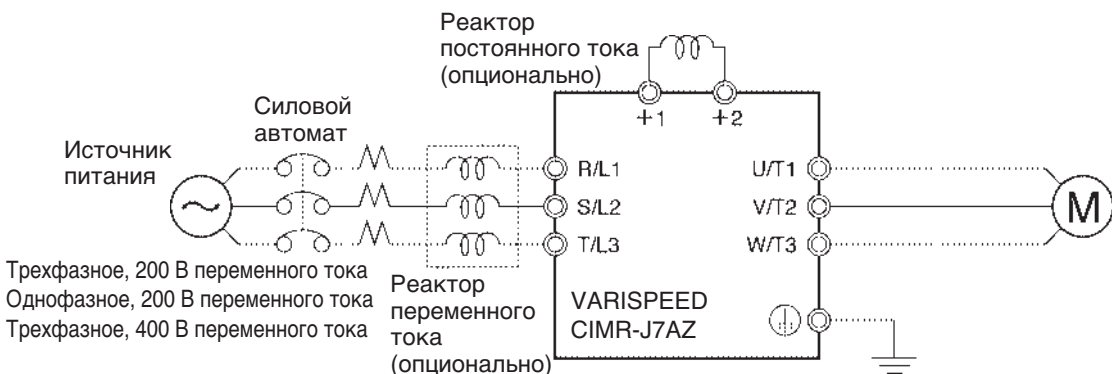 Реактор
постоянного тока
(опционально)
+1
+2
Силовой
автомат
Источник
питания
R/L1
S/L2
T/L3
U/T1
V/T2
W/T3
M
Трехфазное, 200 В переменного тока
Однофазное, 200 В переменного тока
Трехфазное, 400 В переменного тока
Реактор
переменного
тока
(опционально)
VARISPEED
CIMR-J7AZ